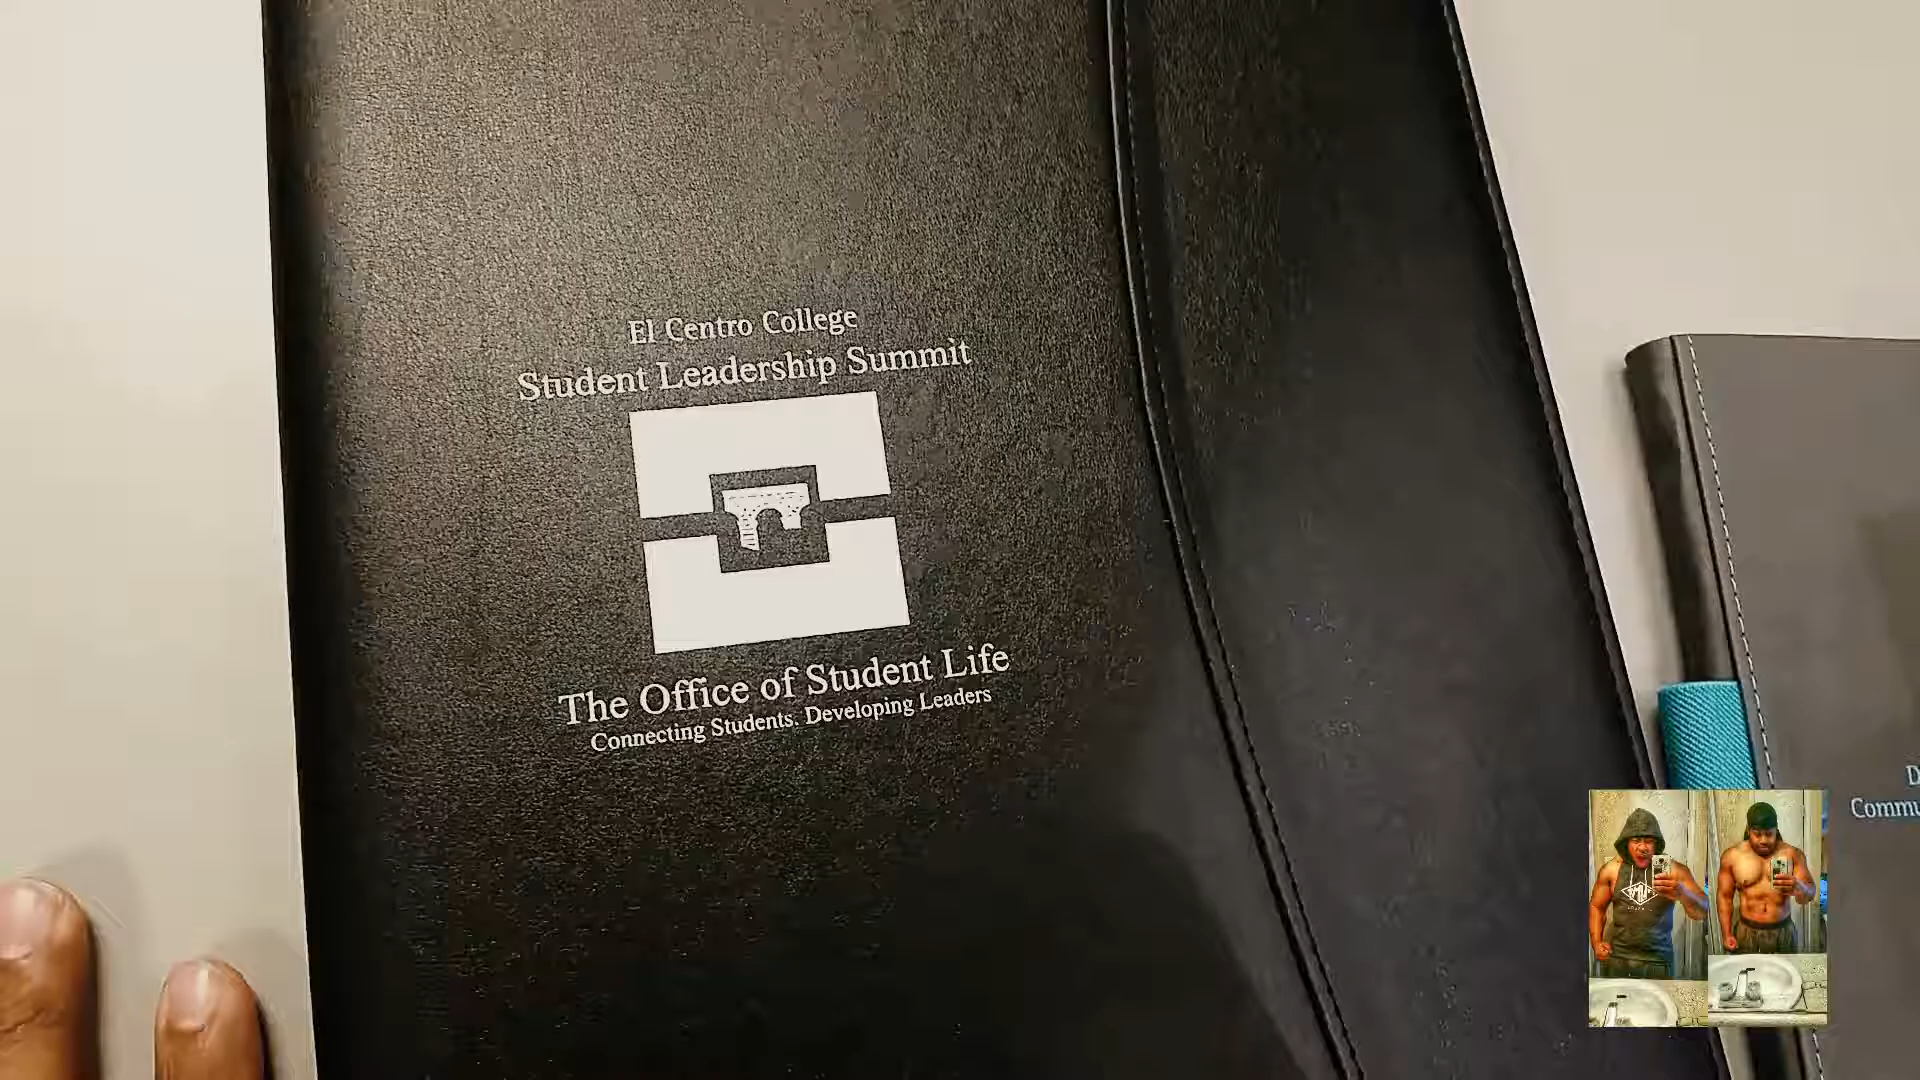 El Centro College
Student Leadership Summit
The Office of Student Life
Connecting Students. Developing Leaders